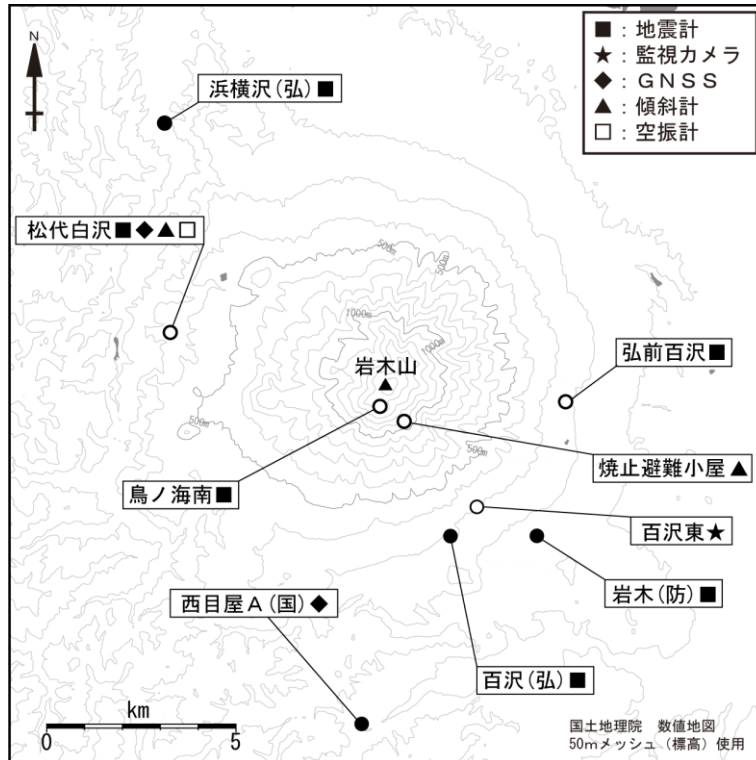 ■：地震計
★：監視カメラ
◆：ＧＮＳＳ
▲：傾斜計
□：空振計
N
浜横沢(弘)■
松代白沢■◆▲□
500m
500m
1000m
1000m
岩木山
弘前百沢■
500m
500m
焼止避難小屋▲
鳥ノ海南■
百沢東★
岩木(防)■
西目屋Ａ(国)◆
百沢(弘)■
km
0 5
国土地理院 数値地図
50mメッシュ（標高）使用